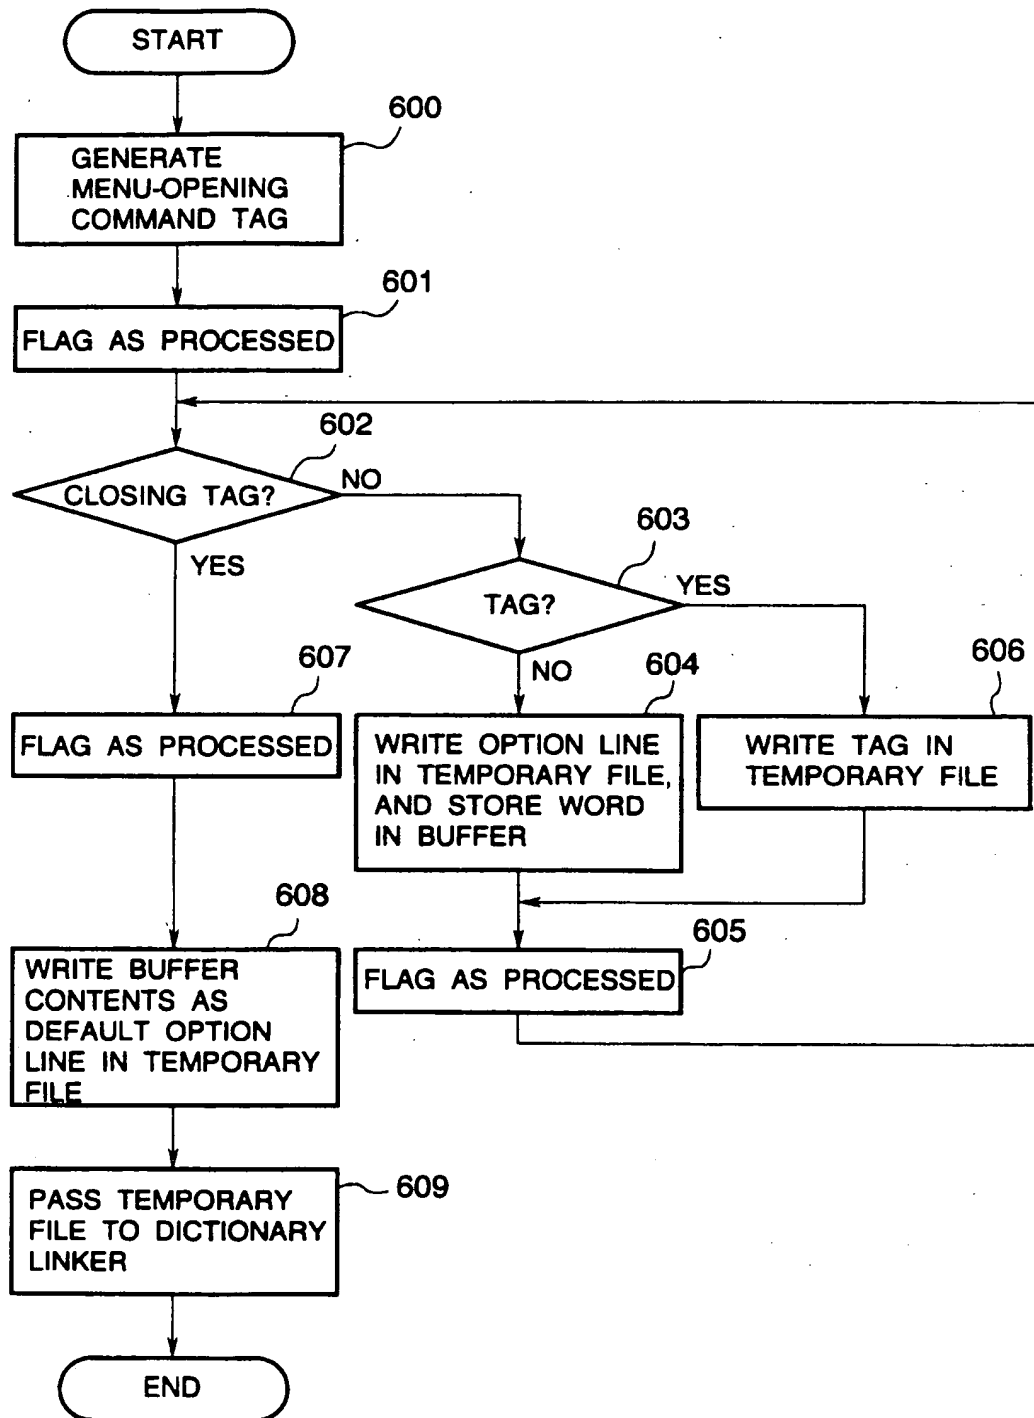 START
600
GENERATE
MENU-OPENING
COMMAND TAG
601
FLAG AS PROCESSED
602
CLOSING TAG?
NO
YES
603
TAG?
YES
NO
607
FLAG AS PROCESSED
604
WRITE OPTION LINE
IN TEMPORARY FILE,
AND STORE WORD
IN BUFFER
606
WRITE TAG IN
TEMPORARY FILE
608
WRITE BUFFER
CONTENTS AS
DEFAULT OPTION
LINE IN TEMPORARY
FILE
605
FLAG AS PROCESSED
609
PASS TEMPORARY
FILE TO DICTIONARY
LINKER
END